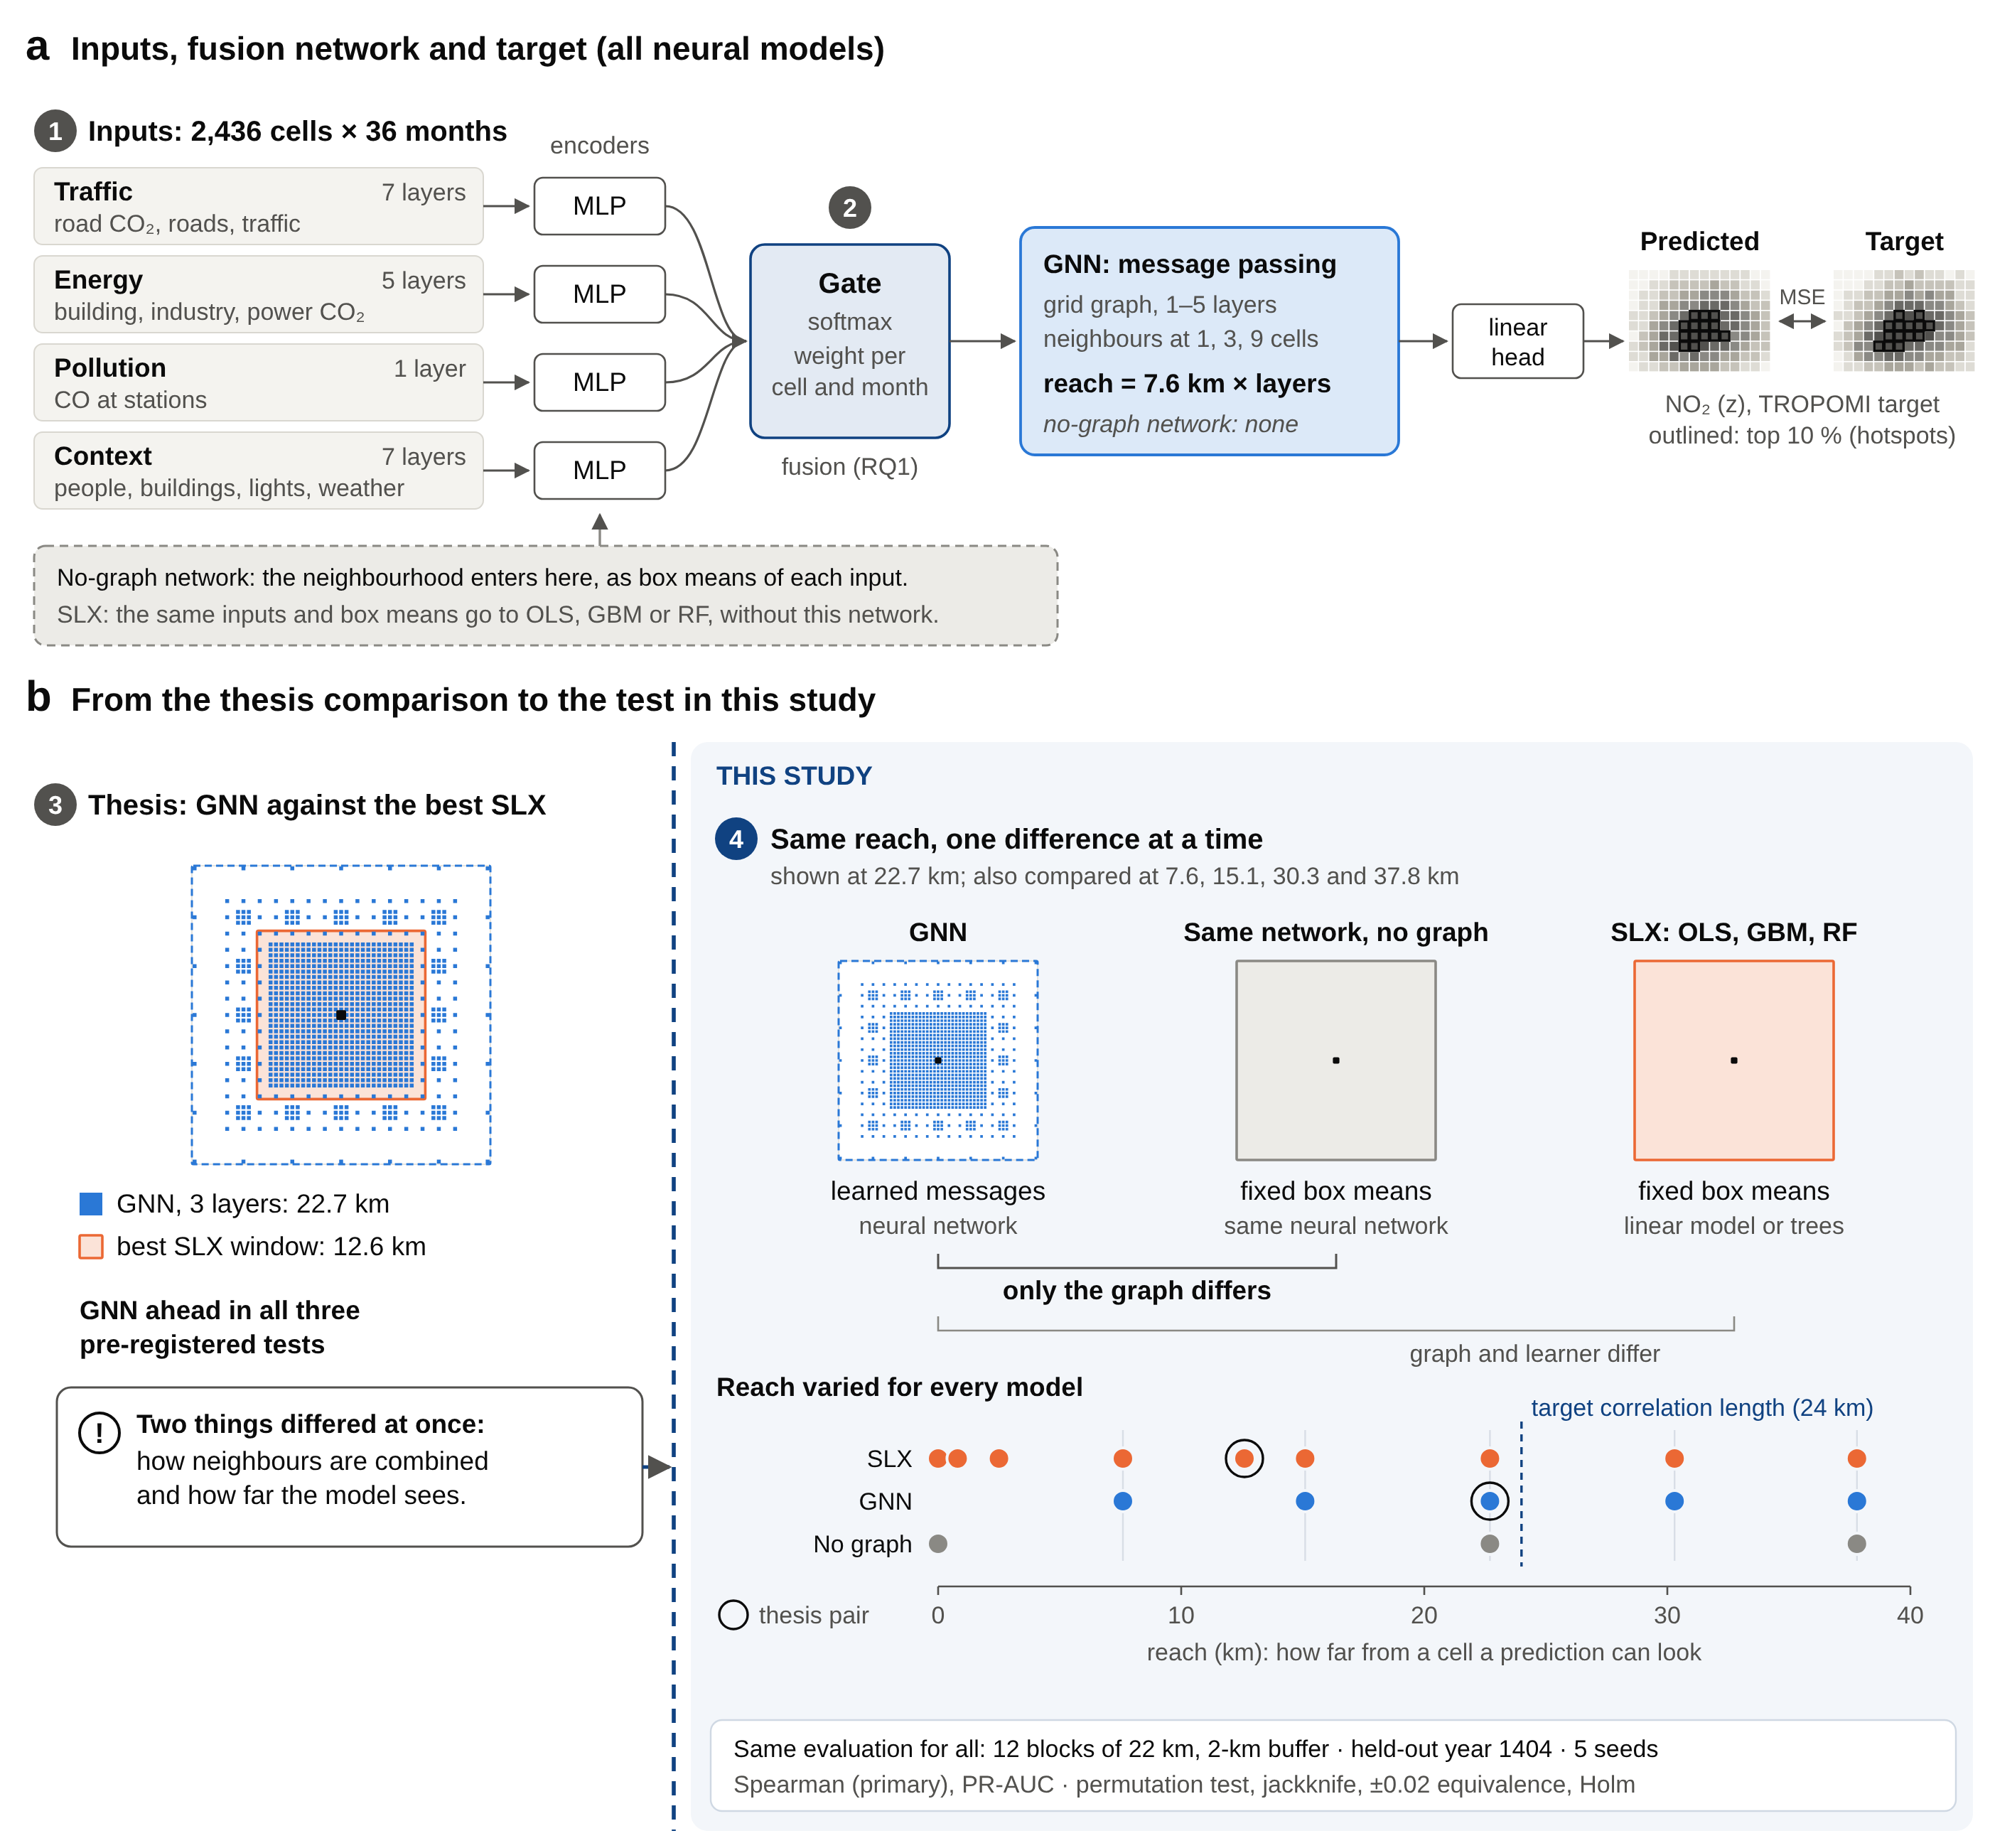 a Inputs, fusion network and target (all neural models)
1 Inputs: 2,436 cells × 36 months
encoders
Traffic 7 layers
road CO₂, roads, traffic
MLP
Energy 5 layers
building, industry, power CO₂
MLP
Pollution 1 layer
CO at stations
MLP
Context 7 layers
people, buildings, lights, weather
MLP
2
Gate
softmax
weight per
cell and month
fusion (RQ1)
GNN: message passing
grid graph, 1–5 layers
neighbours at 1, 3, 9 cells
reach = 7.6 km × layers
no-graph network: none
linear
head
Predicted
MSE
Target
NO₂ (z), TROPOMI target
outlined: top 10 % (hotspots)
No-graph network: the neighbourhood enters here, as box means of each input.
SLX: the same inputs and box means go to OLS, GBM or RF, without this network.
b From the thesis comparison to the test in this study
3 Thesis: GNN against the best SLX
GNN, 3 layers: 22.7 km
best SLX window: 12.6 km
GNN ahead in all three
pre-registered tests
! Two things differed at once:
how neighbours are combined
and how far the model sees.
THIS STUDY
4 Same reach, one difference at a time
shown at 22.7 km; also compared at 7.6, 15.1, 30.3 and 37.8 km
GNN
Same network, no graph
SLX: OLS, GBM, RF
learned messages
neural network
fixed box means
same neural network
fixed box means
linear model or trees
only the graph differs
graph and learner differ
Reach varied for every model
target correlation length (24 km)
SLX
GNN
No graph
thesis pair
0 10 20 30 40
reach (km): how far from a cell a prediction can look
Same evaluation for all: 12 blocks of 22 km, 2-km buffer · held-out year 1404 · 5 seeds
Spearman (primary), PR-AUC · permutation test, jackknife, ±0.02 equivalence, Holm